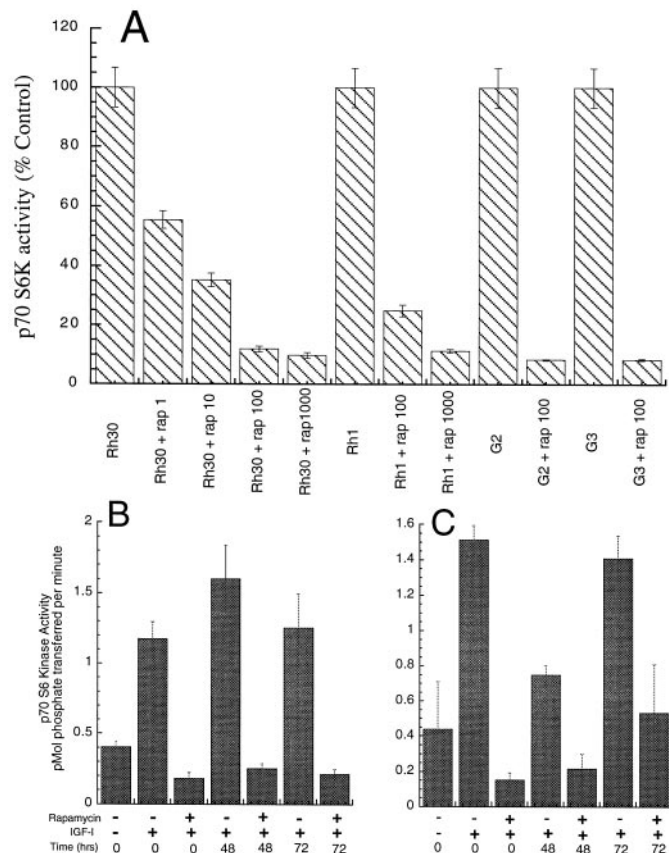 A
p70 S6K activity (% Control)
120
100
80
60
40
20
0
Rh30
Rh30 + rap 1
Rh30 + rap 10
Rh30 + rap 100
Rh30 + rap1000
Rh1
Rh1 + rap 100
Rh1 + rap 1000
G2
G2 + rap 100
G3
G3 + rap 100
B
p70 S6 Kinase Activity
pMol phosphate transferred per minute
2
1.5
1
0.5
0
C
1.6
1.4
1.2
1
0.8
0.6
0.4
0.2
0
Rapamycin - - + - + - + - - + - + - +
IGF-I - + + + + + + - + + + + + +
Time (hrs) 0 0 0 48 48 72 72 0 0 0 48 48 72 72